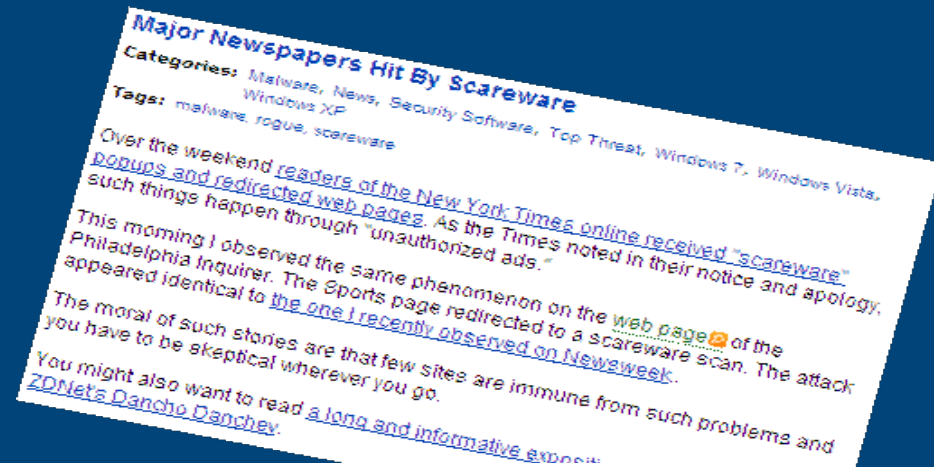 Major Newspapers Hit By Scareware
Categories: Malware, News, Security Software, Top Threat, Windows 7, Windows Vista,
Windows XP
Tags: malware, rogue, scareware
Over the weekend readers of the New York Times online received "scareware"
popups and redirected web pages. As the Times noted in their notice and apology,
such things happen through "unauthorized ads."
This morning I observed the same phenomenon on the web page of the
Philadelphia Inquirer. The Sports page redirected to a scareware scan. The attack
appeared identical to the one I recently observed on Newsweek.
The moral of such stories are that few sites are immune from such problems and
you have to be skeptical wherever you go.
You might also want to read a long and informative
ZDNet's Dancho Danchev.